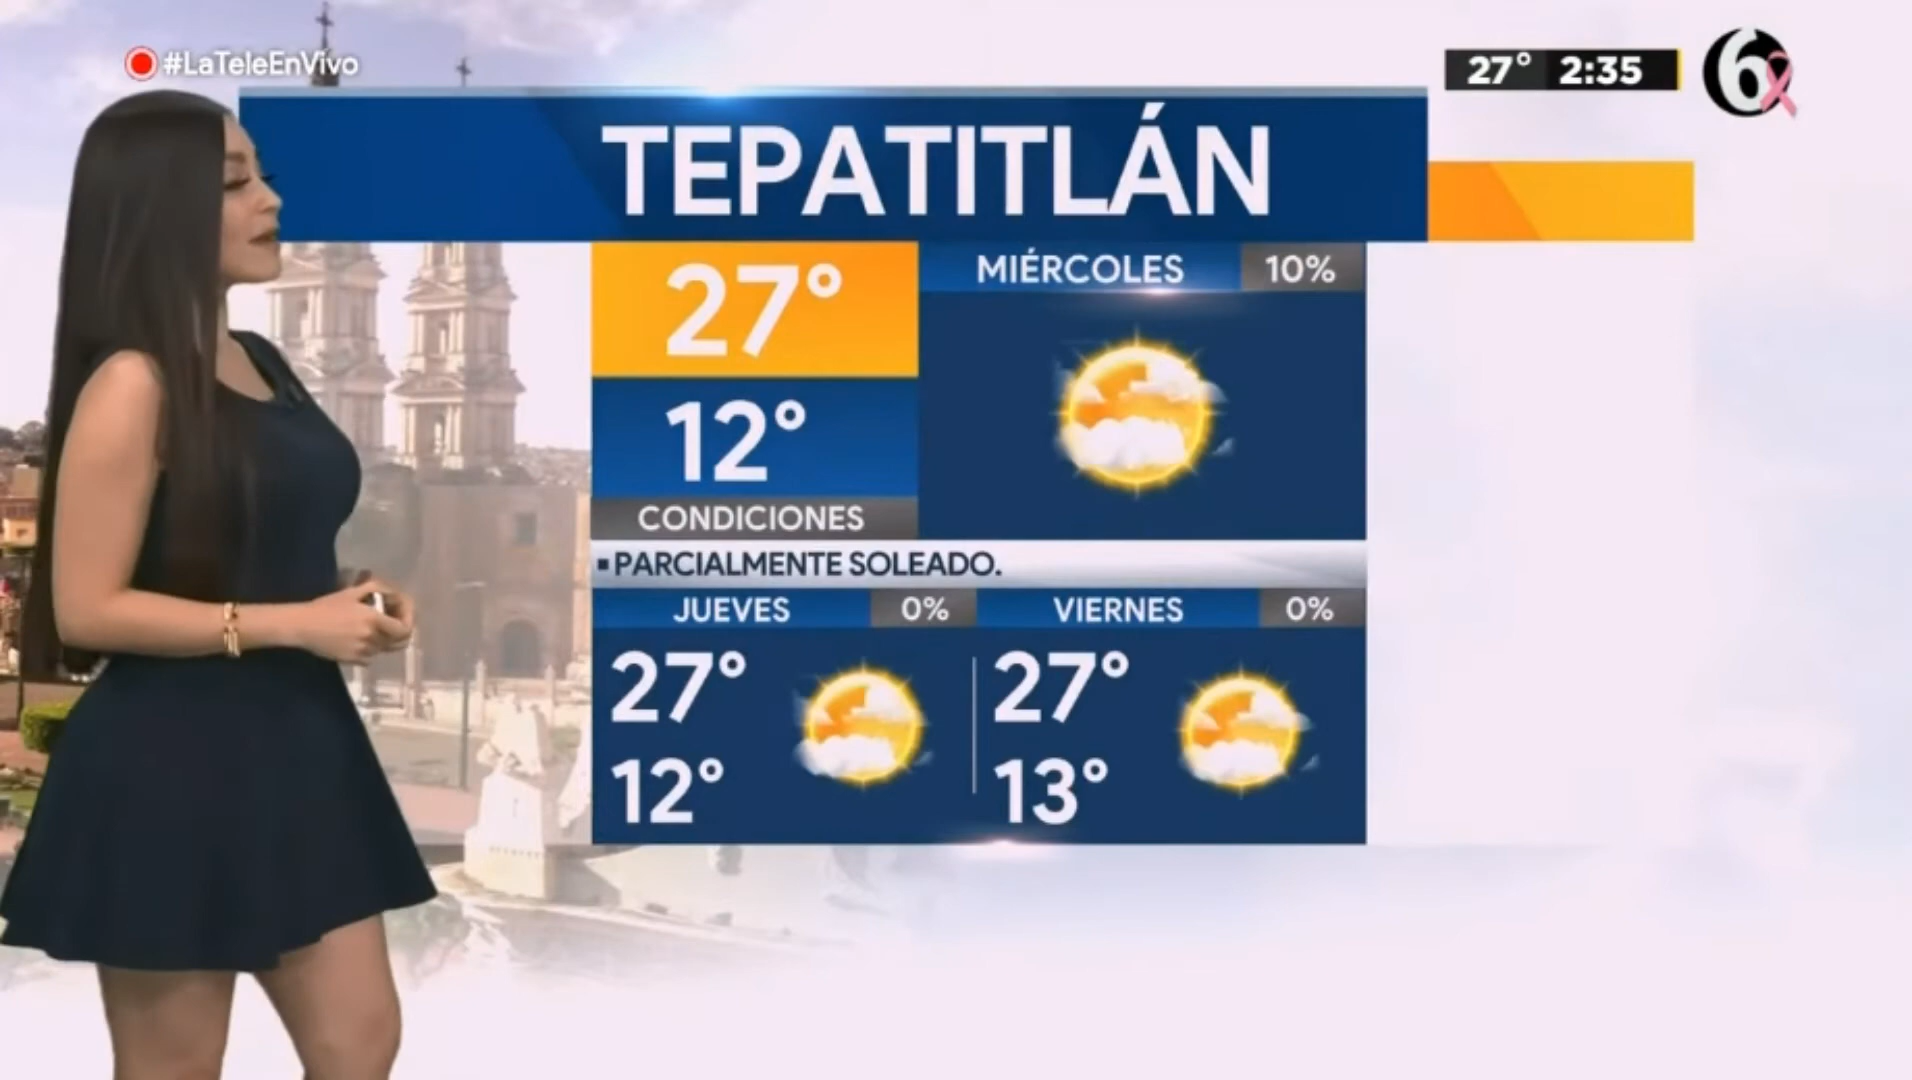 #LaTeleEnVivo
27° 2:35
6
TEPATITLÁN
27°
12°
CONDICIONES
MIÉRCOLES 10%
▪PARCIALMENTE SOLEADO.
JUEVES 0%
27°
12°
VIERNES 0%
27°
13°